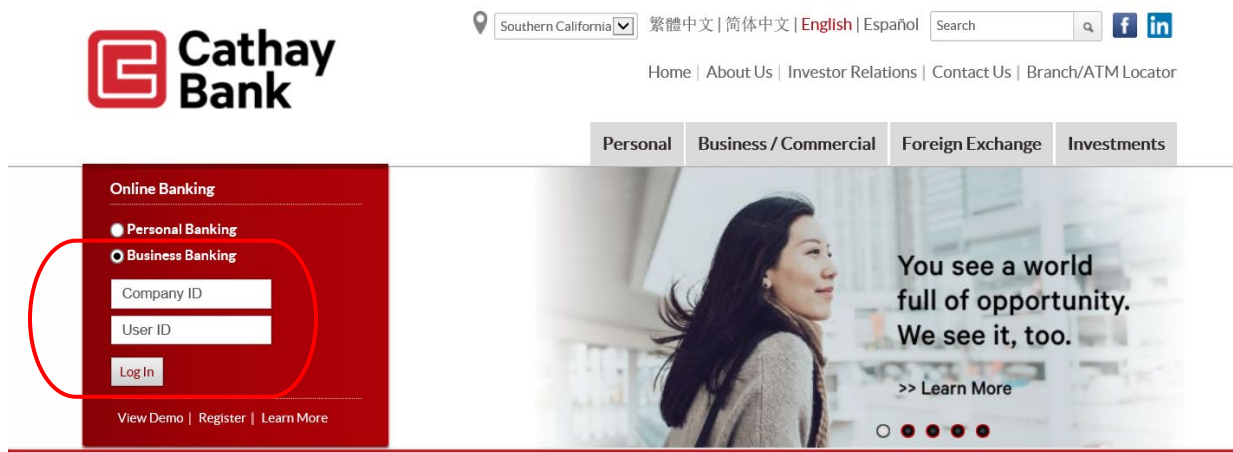 Cathay
Bank
Southern California 繁體中文 | 简体中文 | English | Español Search
Home | About Us | Investor Relations | Contact Us | Branch/ATM Locator
Personal Business / Commercial Foreign Exchange Investments
Online Banking
Personal Banking
Business Banking
Company ID
User ID
Log In
View Demo | Register | Learn More
You see a world
full of opportunity.
We see it, too.
>> Learn More